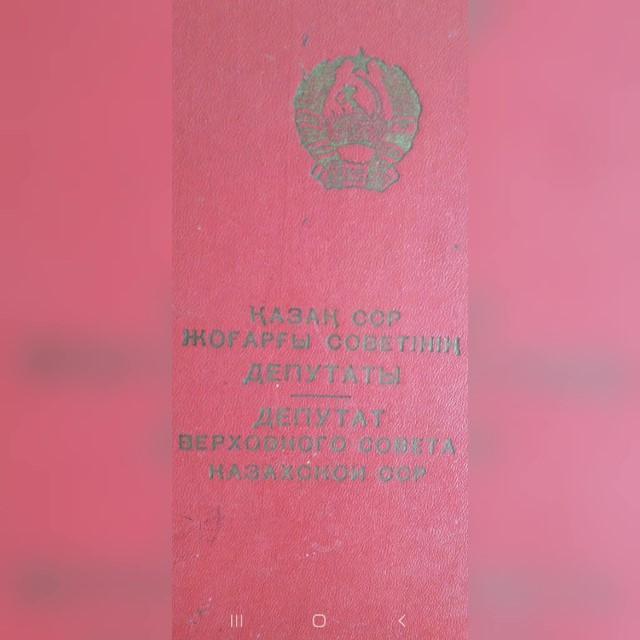 ҚАЗАҚ ССР
ЖОҒАРҒЫ СОВЕТІНІҢ
ДЕПУТАТЫ
ДЕПУТАТ
ВЕРХОВНОГО СОВЕТА
КАЗАХСКОЙ ССР